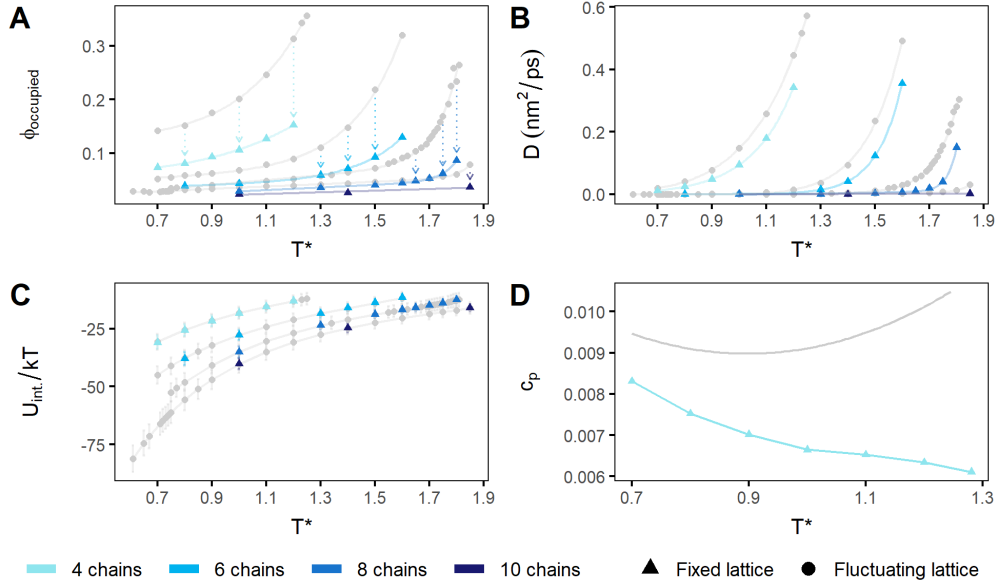 A
B
0.3
0.2
0.1
ϕoccupied
0.7 0.9 1.1 1.3 1.5 1.7 1.9
T*
0.6
0.4
0.2
0.0
D (nm²/ps)
0.7 0.9 1.1 1.3 1.5 1.7 1.9
T*
C
D
-25
-50
-75
Uint./kT
0.7 0.9 1.1 1.3 1.5 1.7 1.9
T*
0.010
0.009
0.008
0.007
0.006
cp
0.7 0.9 1.1 1.3
T*
4 chains 6 chains 8 chains 10 chains Fixed lattice Fluctuating lattice